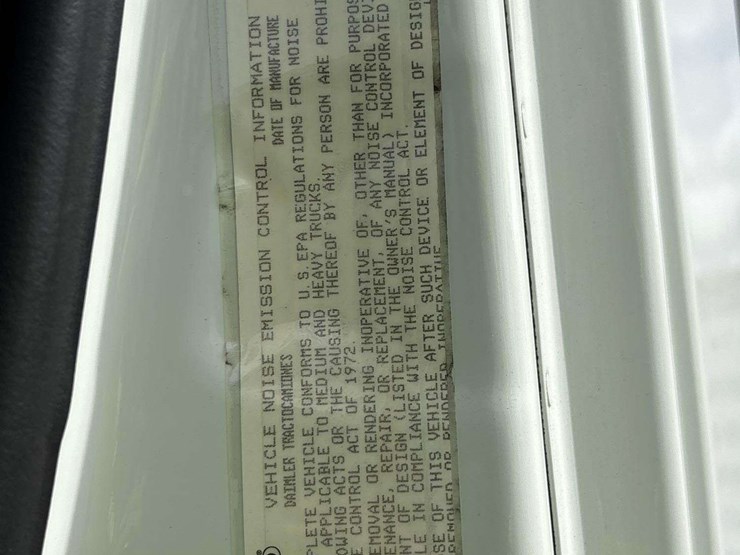 VEHICLE NOISE EMISSION CONTROL INFORMATION
DAIMLER TRACTOCAMIONES DATE OF MANUFACTURE
PLETE VEHICLE CONFORMS TO U.S.EPA REGULATIONS FOR NOISE
APPLICABLE TO MEDIUM AND HEAVY TRUCKS.
OWING ACTS OR THE CAUSING THEREOF BY ANY PERSON ARE PROHI
E CONTROL ACT OF 1972.
EMOVAL OR RENDERING INOPERATIVE OF, OTHER THAN FOR PURPOS
ENANCE, REPAIR, OR REPLACEMENT, OF ANY NOISE CONTROL DEV
NT OF DESIGN (LISTED IN THE OWNER'S MANUAL) INCORPORATED
LE IN COMPLIANCE WITH THE NOISE CONTROL ACT.
SE OF THIS VEHICLE AFTER SUCH DEVICE OR ELEMENT OF DESIG
REMOVED OR RENDERED INOPERATIVE